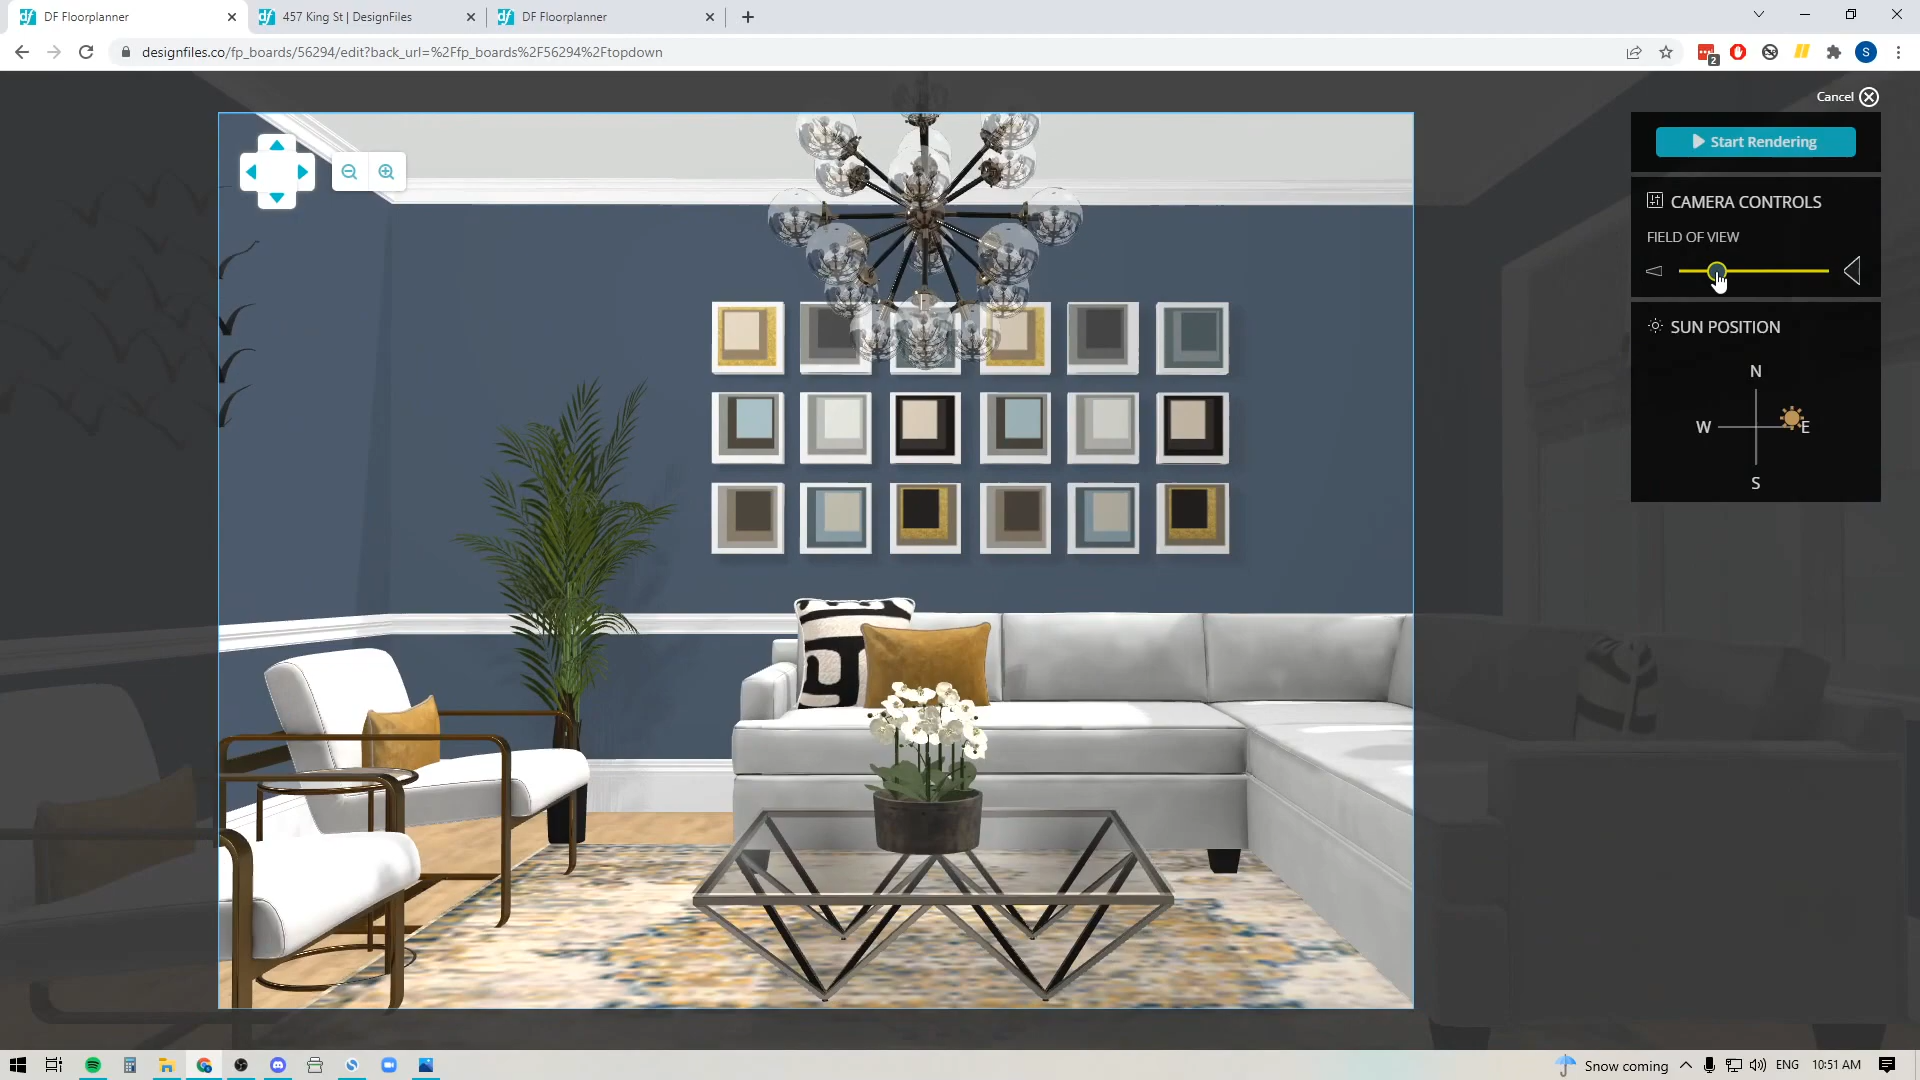 DF Floorplanner
457 King St | DesignFiles
DF Floorplanner
designfiles.co/fp_boards/56294/edit?back_url=%2Ffp_boards%2F56294%2Ftopdown
2
S
Cancel
Start Rendering
CAMERA CONTROLS
FIELD OF VIEW
SUN POSITION
N
W
E
S
Snow coming
ENG
10:51 AM